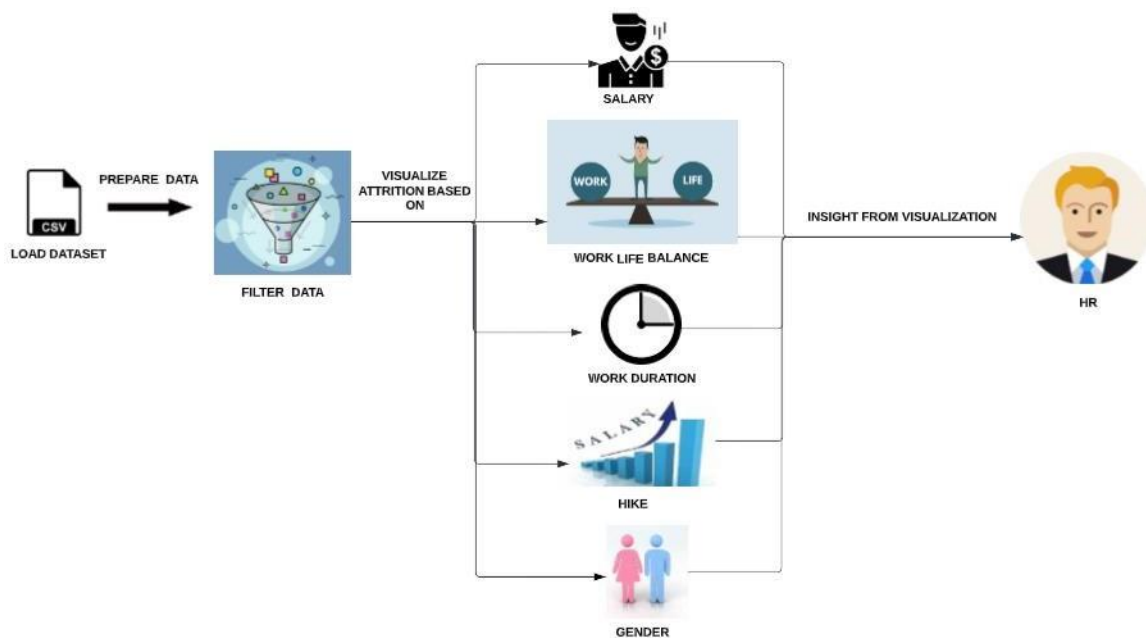 SALARY
WORK
LIFE
WORK LIFE BALANCE
PREPARE DATA
CSV
LOAD DATASET
FILTER DATA
VISUALIZE
ATTRITION BASED
ON
INSIGHT FROM VISUALIZATION
HR
WORK DURATION
SALARY
HIKE
GENDER